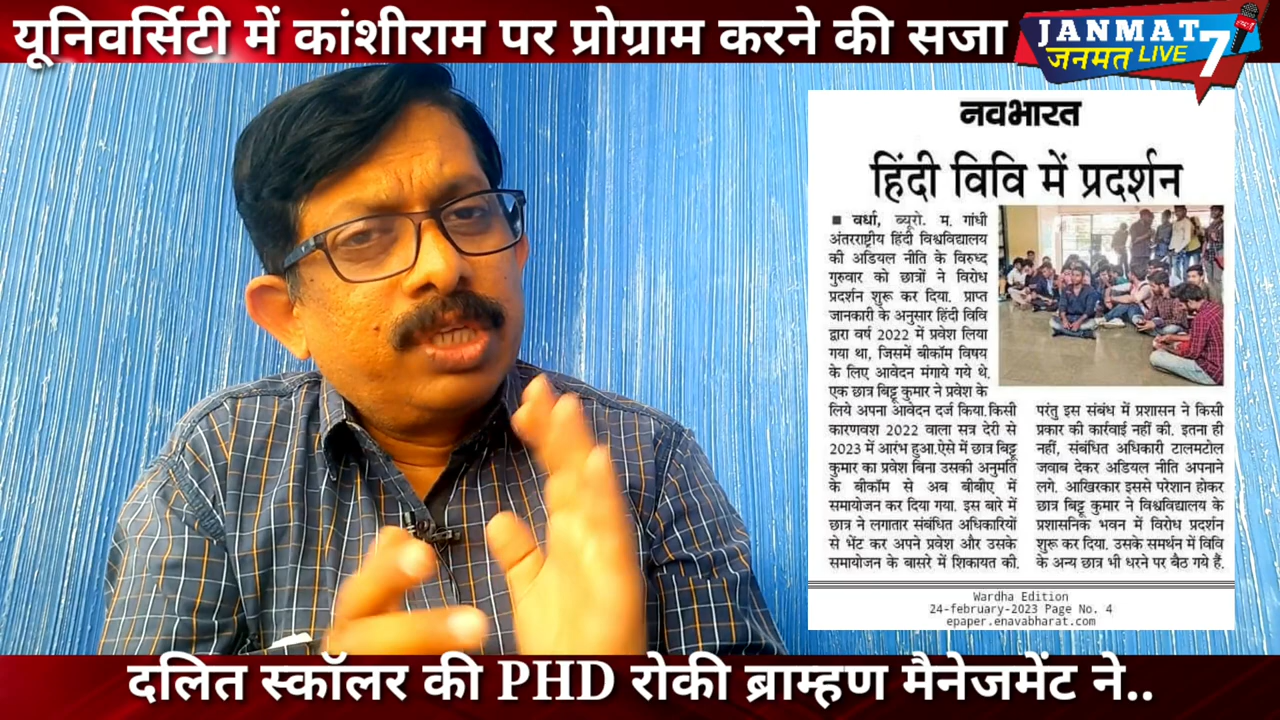 यूनिवर्सिटी में कांशीराम पर प्रोग्राम करने की सजा
JANMAT
जनमत LIVE 7
नवभारत
हिंदी विवि में प्रदर्शन
■ वर्धा, ब्यूरो. म. गांधी
अंतरराष्ट्रीय हिंदी विश्वविद्यालय
की अडियल नीति के विरुध्द
गुरुवार को छात्रों ने विरोध
प्रदर्शन शुरू कर दिया. प्राप्त
जानकारी के अनुसार हिंदी विवि
द्वारा वर्ष 2022 में प्रवेश लिया
गया था, जिसमें बीकॉम विषय
के लिए आवेदन मंगाये गये थे.
एक छात्र बिट्टू कुमार ने प्रवेश के
लिये अपना आवेदन दर्ज किया.किसी
कारणवश 2022 वाला सत्र देरी से
2023 में आरंभ हुआ.ऐसे में छात्र बिट्टू
कुमार का प्रवेश बिना उसकी अनुमति
के बीकॉम से अब बीबीए में
समायोजन कर दिया गया. इस बारे में
छात्र ने लगातार संबंधित अधिकारियों
से भेंट कर अपने प्रवेश और उसके
समायोजन के बासरे में शिकायत की.
परंतु इस संबंध में प्रशासन ने किसी
प्रकार की कार्रवाई नहीं की. इतना ही
नहीं, संबंधित अधिकारी टालमटोल
जवाब देकर अडियल नीति अपनाने
लगे. आखिरकार इससे परेशान होकर
छात्र बिट्टू कुमार ने विश्वविद्यालय के
प्रशासनिक भवन में विरोध प्रदर्शन
शुरू कर दिया. उसके समर्थन में विवि
के अन्य छात्र भी धरने पर बैठ गये हैं.
Wardha Edition
24-february-2023 Page No. 4
epaper.enavabharat.com
दलित स्कॉलर की PHD रोकी ब्राम्हण मैनेजमेंट ने..